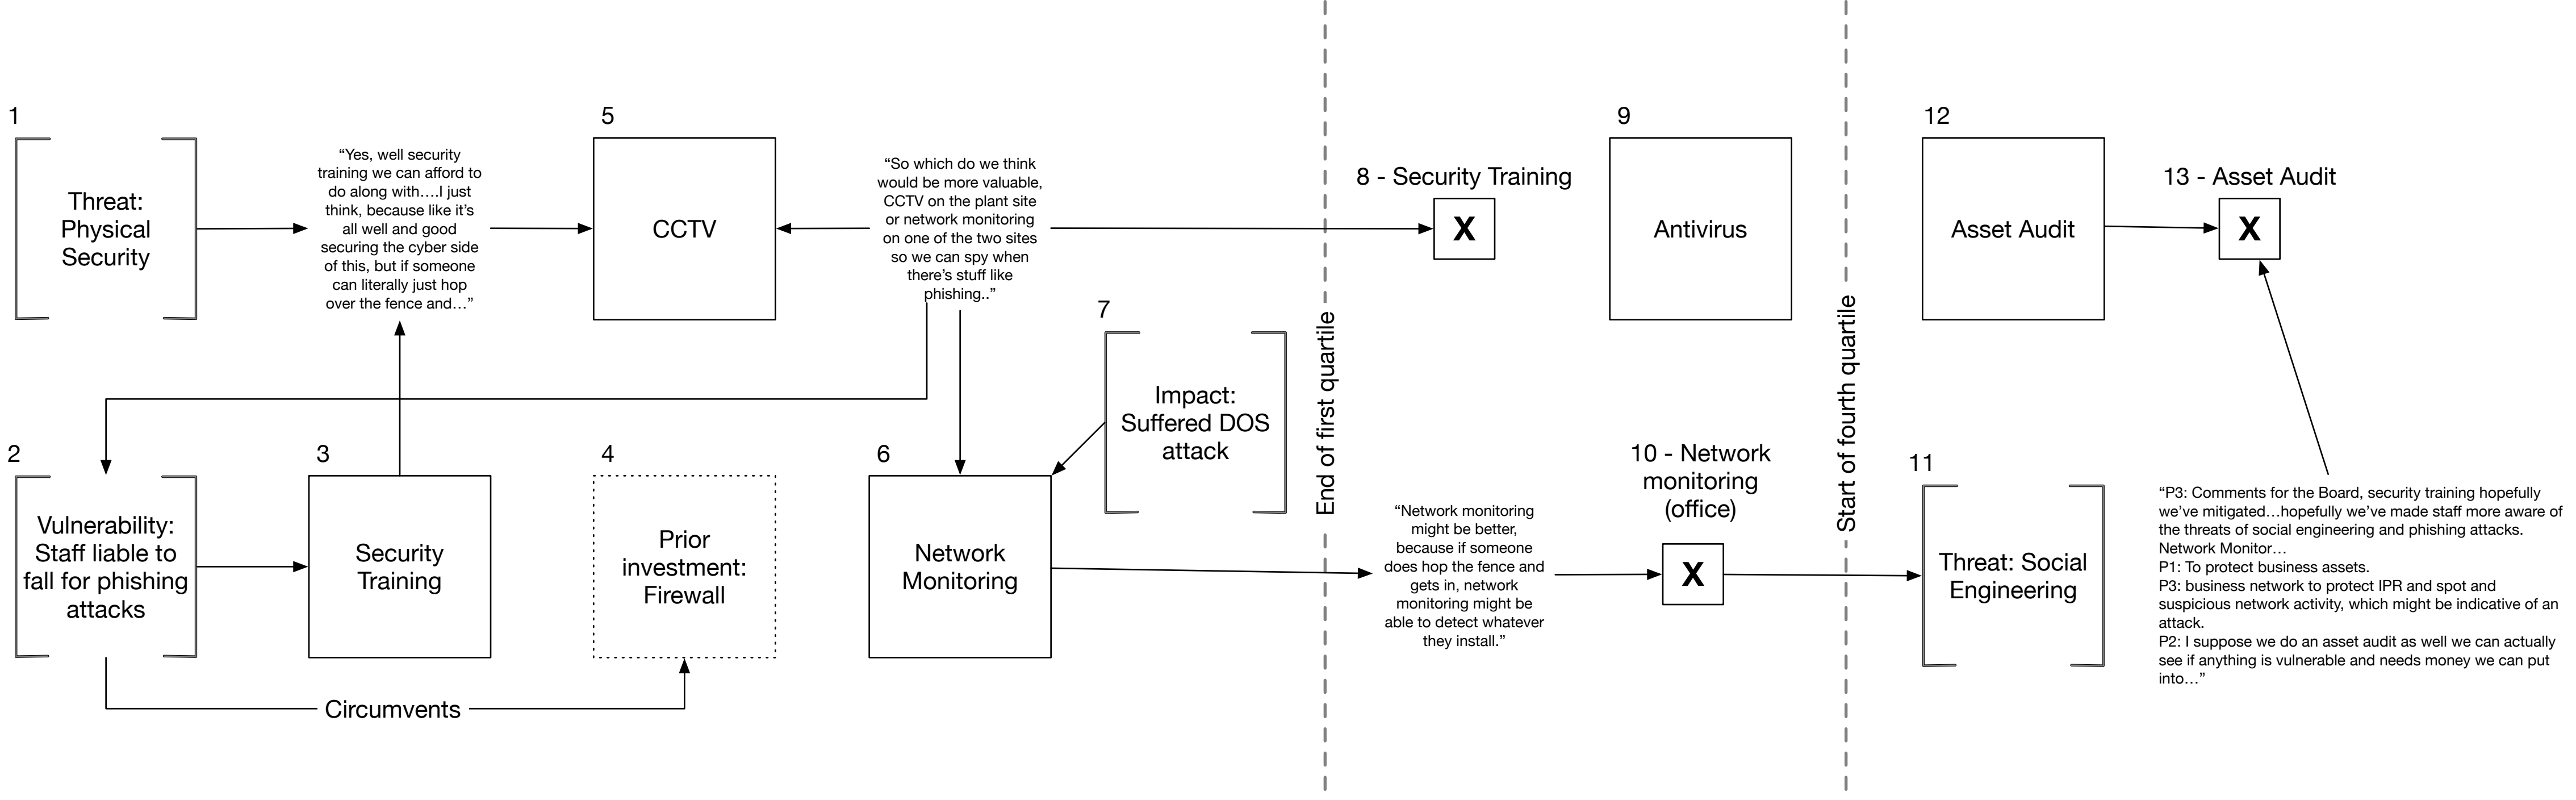 1
Threat:
Physical
Security
“Yes, well security
training we can afford to
do along with….I just
think, because like it’s
all well and good
securing the cyber side
of this, but if someone
can literally just hop
over the fence and…”
5
CCTV
“So which do we think
would be more valuable,
CCTV on the plant site
or network monitoring
on one of the two sites
so we can spy when
there’s stuff like
phishing..”
7
Impact:
Suffered DOS
attack
2
Vulnerability:
Staff liable to
fall for phishing
attacks
3
Security
Training
4
Prior
investment:
Firewall
6
Network
Monitoring
Circumvents
End of first quartile
8 - Security Training
X
9
Antivirus
“Network monitoring
might be better,
because if someone
does hop the fence and
gets in, network
monitoring might be
able to detect whatever
they install.”
10 - Network
monitoring
(office)
X
Start of fourth quartile
12
Asset Audit
13 - Asset Audit
X
11
Threat: Social
Engineering
“P3: Comments for the Board, security training hopefully
we’ve mitigated…hopefully we’ve made staff more aware of
the threats of social engineering and phishing attacks.
Network Monitor…
P1: To protect business assets.
P3: business network to protect IPR and spot and
suspicious network activity, which might be indicative of an
attack.
P2: I suppose we do an asset audit as well we can actually
see if anything is vulnerable and needs money we can put
into…”